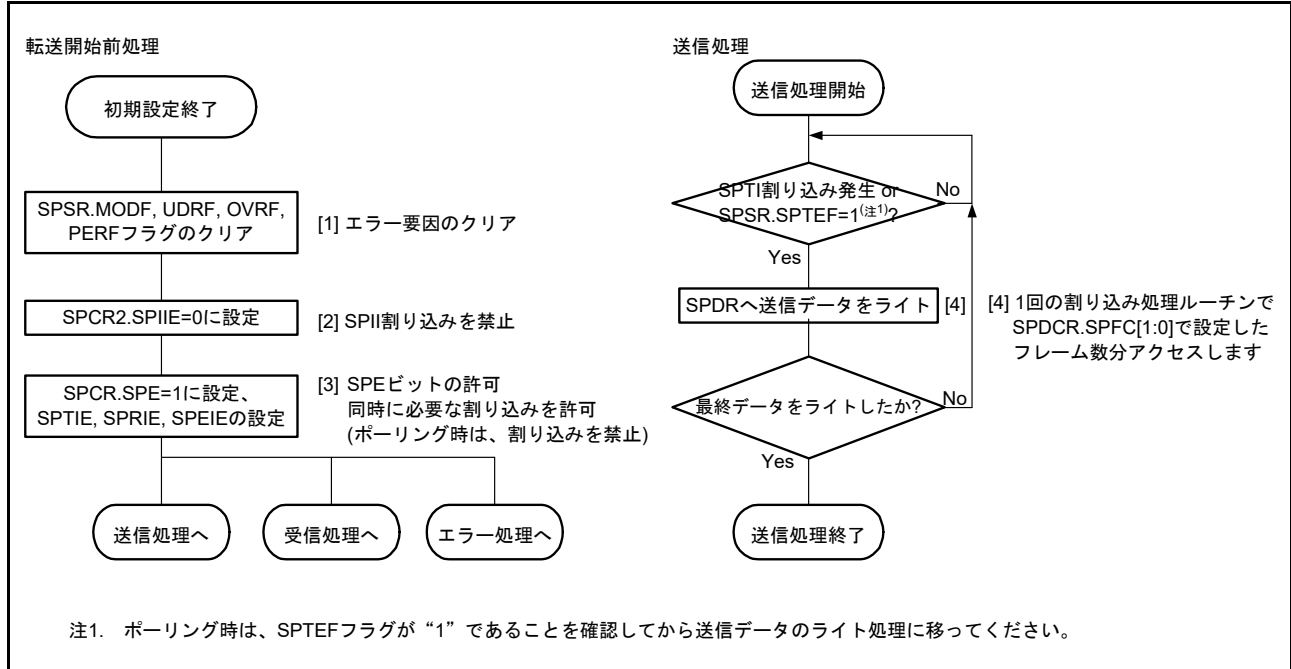 転送開始前処理
初期設定終了
SPSR.MODF, UDRF, OVRF,
PERFフラグのクリア
[1] エラー要因のクリア
SPCR2.SPIIE=0に設定
[2] SPII割り込みを禁止
SPCR.SPE=1に設定、
SPTIE, SPRIE, SPEIEの設定
[3] SPEビットの許可
同時に必要な割り込みを許可
(ポーリング時は、割り込みを禁止)
送信処理へ
受信処理へ
エラー処理へ
送信処理
送信処理開始
SPTI割り込み発生 or
SPSR.SPTEF=1(注1)?
No
Yes
SPDRへ送信データをライト
[4]
[4] 1回の割り込み処理ルーチンで
SPDCR.SPFC[1:0]で設定した
フレーム数分アクセスします
最終データをライトしたか?
No
Yes
送信処理終了
注1. ポーリング時は、SPTEFフラグが“1”であることを確認してから送信データのライト処理に移ってください。